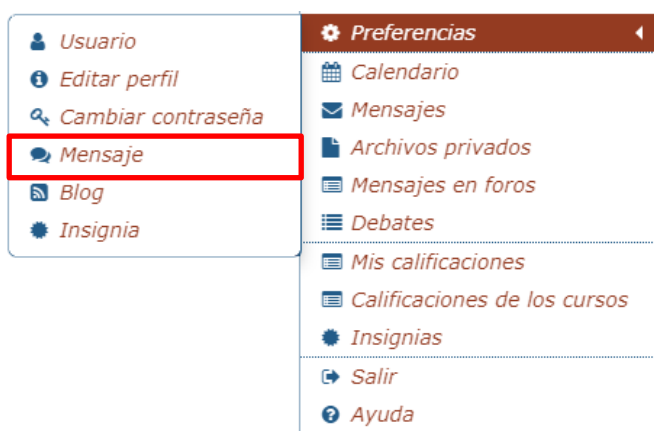 Usuario
Editar perfil
Cambiar contraseña
Mensaje
Blog
Insignia
Preferencias
Calendario
Mensajes
Archivos privados
Mensajes en foros
Debates
Mis calificaciones
Calificaciones de los cursos
Insignias
Salir
Ayuda